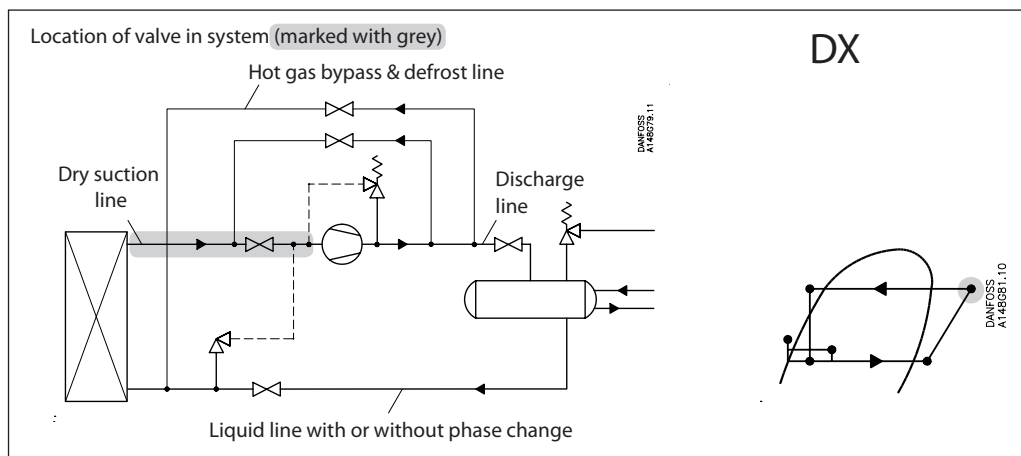 Location of valve in system (marked with grey)
DX
Hot gas bypass & defrost line
DANFOSS
A148G79.11
Dry suction
line
Discharge
line
DANFOSS
A148G81.10
Liquid line with or without phase change